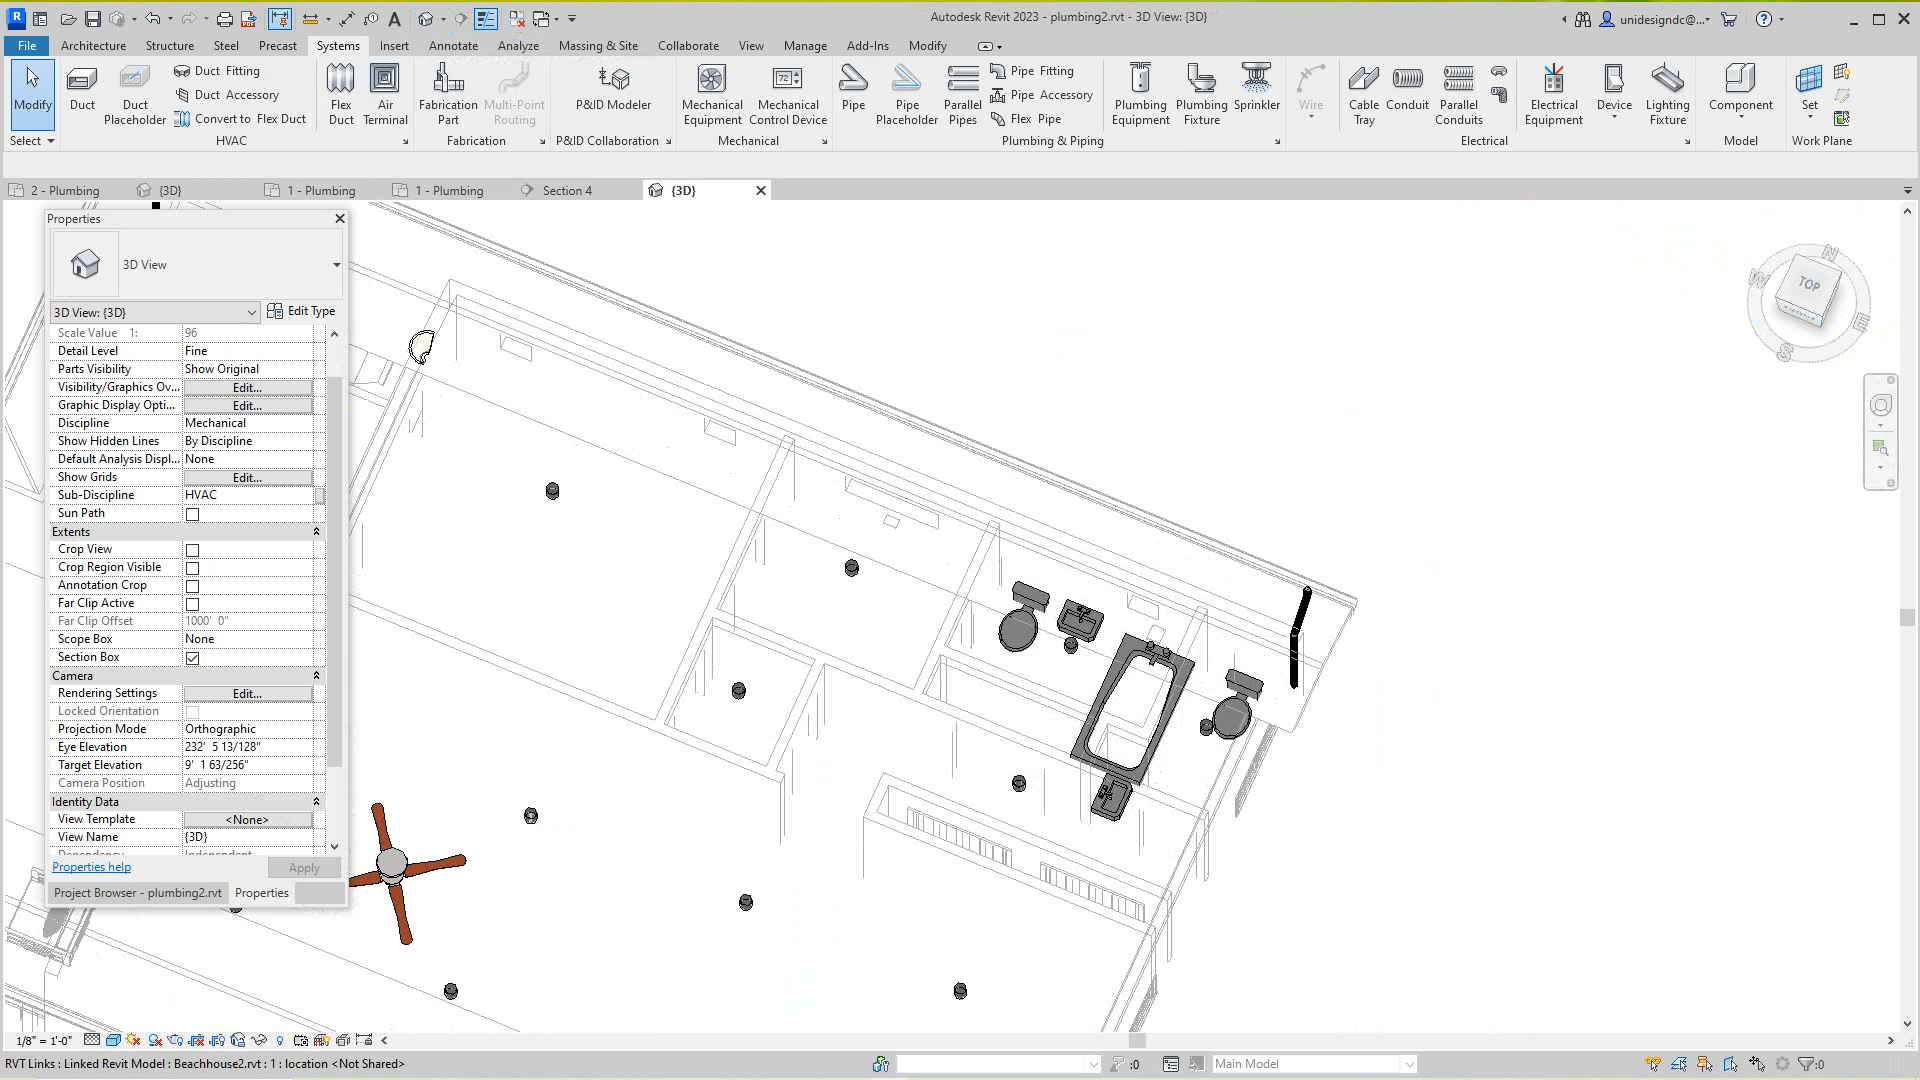 Autodesk Revit 2023 - plumbing2.rvt - 3D View: {3D}
unidesigndc@...
File Architecture Structure Steel Precast Systems Insert Annotate Analyze Massing & Site Collaborate View Manage Add-Ins Modify
Modify
Select
Duct
Duct Placeholder
Duct Fitting
Duct Accessory
Convert to Flex Duct
Flex Duct
Air Terminal
HVAC
Fabrication Part
Multi-Point Routing
Fabrication
P&ID Modeler
P&ID Collaboration
Mechanical Equipment
72
Mechanical Control Device
Mechanical
Pipe
Pipe Placeholder
Parallel Pipes
Pipe Fitting
Pipe Accessory
Flex Pipe
Plumbing Equipment
Plumbing Fixture
Sprinkler
Plumbing & Piping
Wire
Cable Tray
Conduit
Parallel Conduits
Electrical Equipment
Device
Lighting Fixture
Electrical
Component
Model
Set
Work Plane
2 - Plumbing {3D} 1 - Plumbing 1 - Plumbing Section 4 {3D}
Properties
3D View
3D View: {3D} Edit Type
Scale Value 1: 96
Detail Level Fine
Parts Visibility Show Original
Visibility/Graphics Ov... Edit...
Graphic Display Opti... Edit...
Discipline Mechanical
Show Hidden Lines By Discipline
Default Analysis Displ... None
Show Grids Edit...
Sub-Discipline HVAC
Sun Path
Extents
Crop View
Crop Region Visible
Annotation Crop
Far Clip Active
Far Clip Offset 1000' 0"
Scope Box None
Section Box
Camera
Rendering Settings Edit...
Locked Orientation
Projection Mode Orthographic
Eye Elevation 232' 5 13/128"
Target Elevation 9' 1 63/256"
Camera Position Adjusting
Identity Data
View Template <None>
View Name {3D}
Dependency Independent
Properties help Apply
Project Browser - plumbing2.rvt Properties
N
W
TOP
E
S
1/8" = 1'-0"
RVT Links : Linked Revit Model : Beachhouse2.rvt : 1 : location <Not Shared>
:0
Main Model
:0